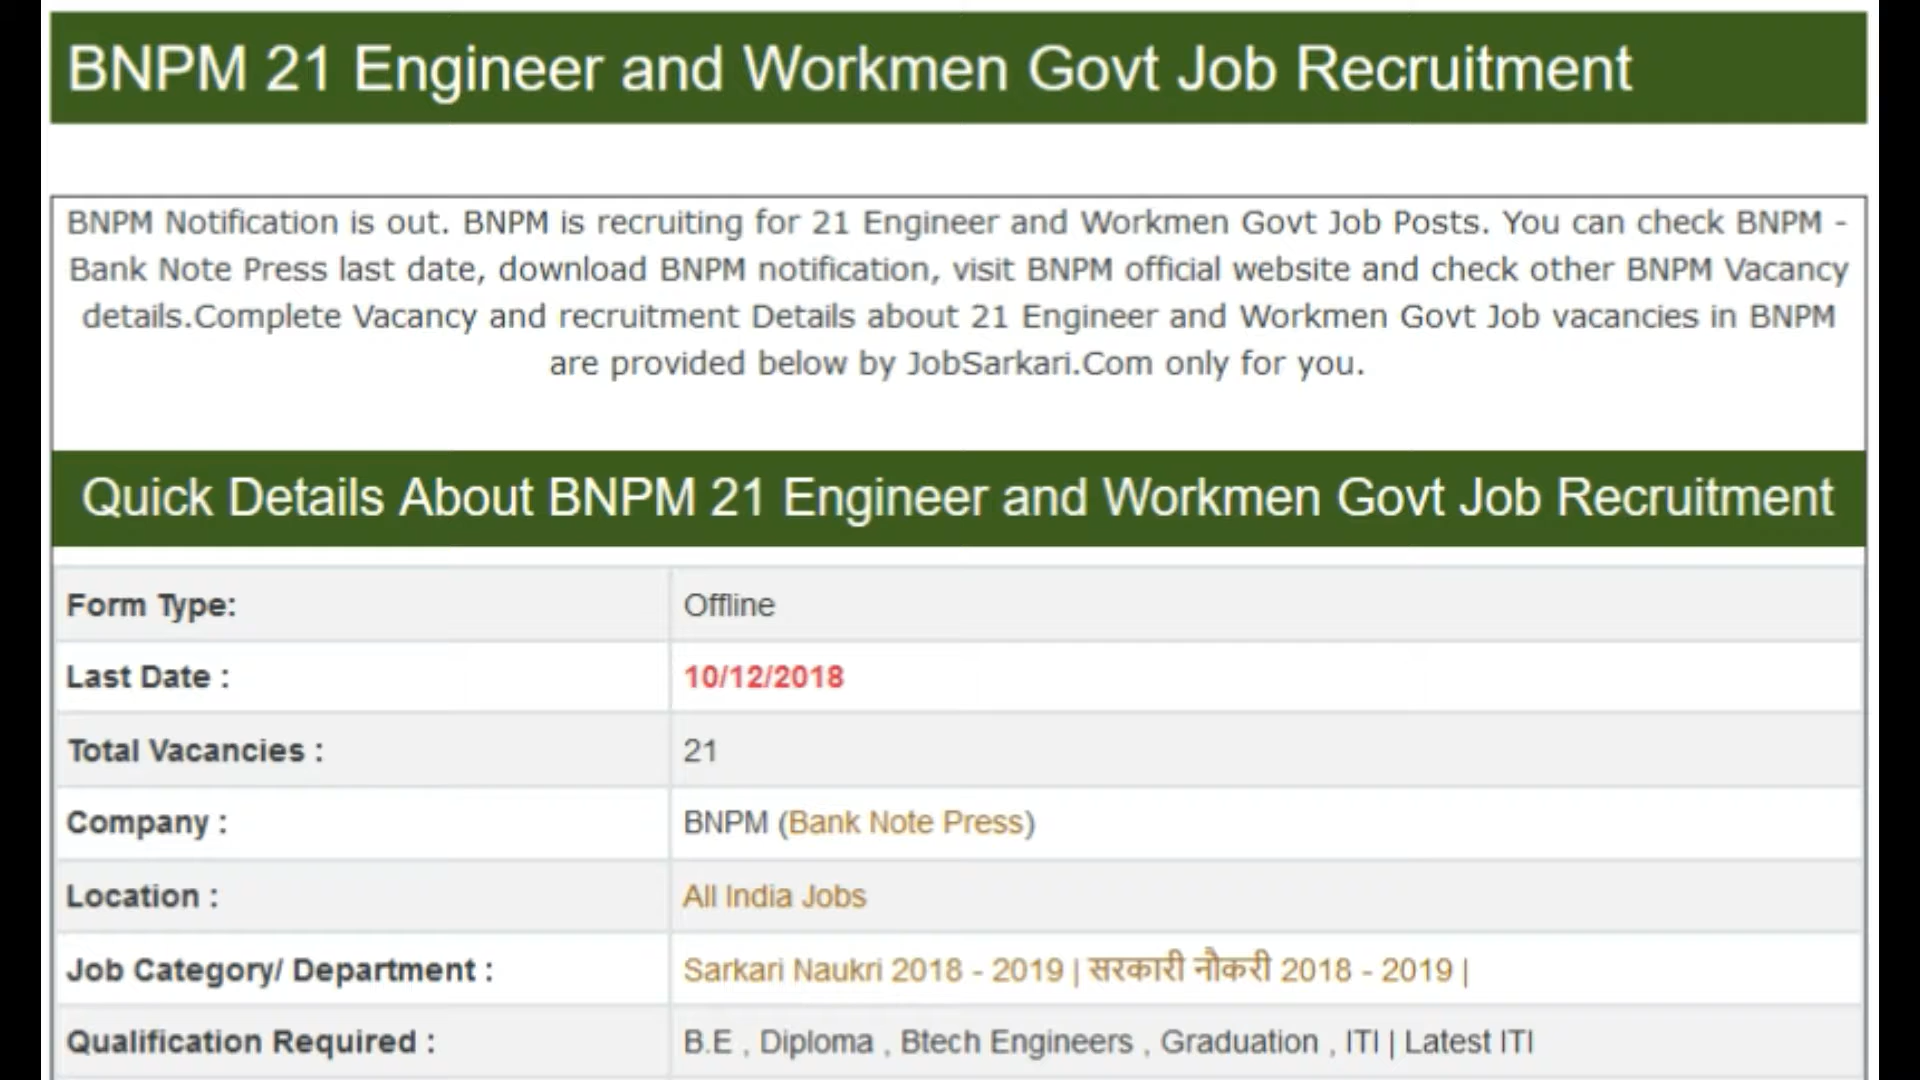 BNPM 21 Engineer and Workmen Govt Job Recruitment
BNPM Notification is out. BNPM is recruiting for 21 Engineer and Workmen Govt Job Posts. You can check BNPM -
Bank Note Press last date, download BNPM notification, visit BNPM official website and check other BNPM Vacancy
details.Complete Vacancy and recruitment Details about 21 Engineer and Workmen Govt Job vacancies in BNPM
are provided below by JobSarkari.Com only for you.
Quick Details About BNPM 21 Engineer and Workmen Govt Job Recruitment
Form Type: Offline
Last Date : 10/12/2018
Total Vacancies : 21
Company : BNPM (Bank Note Press)
Location : All India Jobs
Job Category/ Department : Sarkari Naukri 2018 - 2019 | सरकारी नौकरी 2018 - 2019 |
Qualification Required : B.E , Diploma , Btech Engineers , Graduation , ITI | Latest ITI